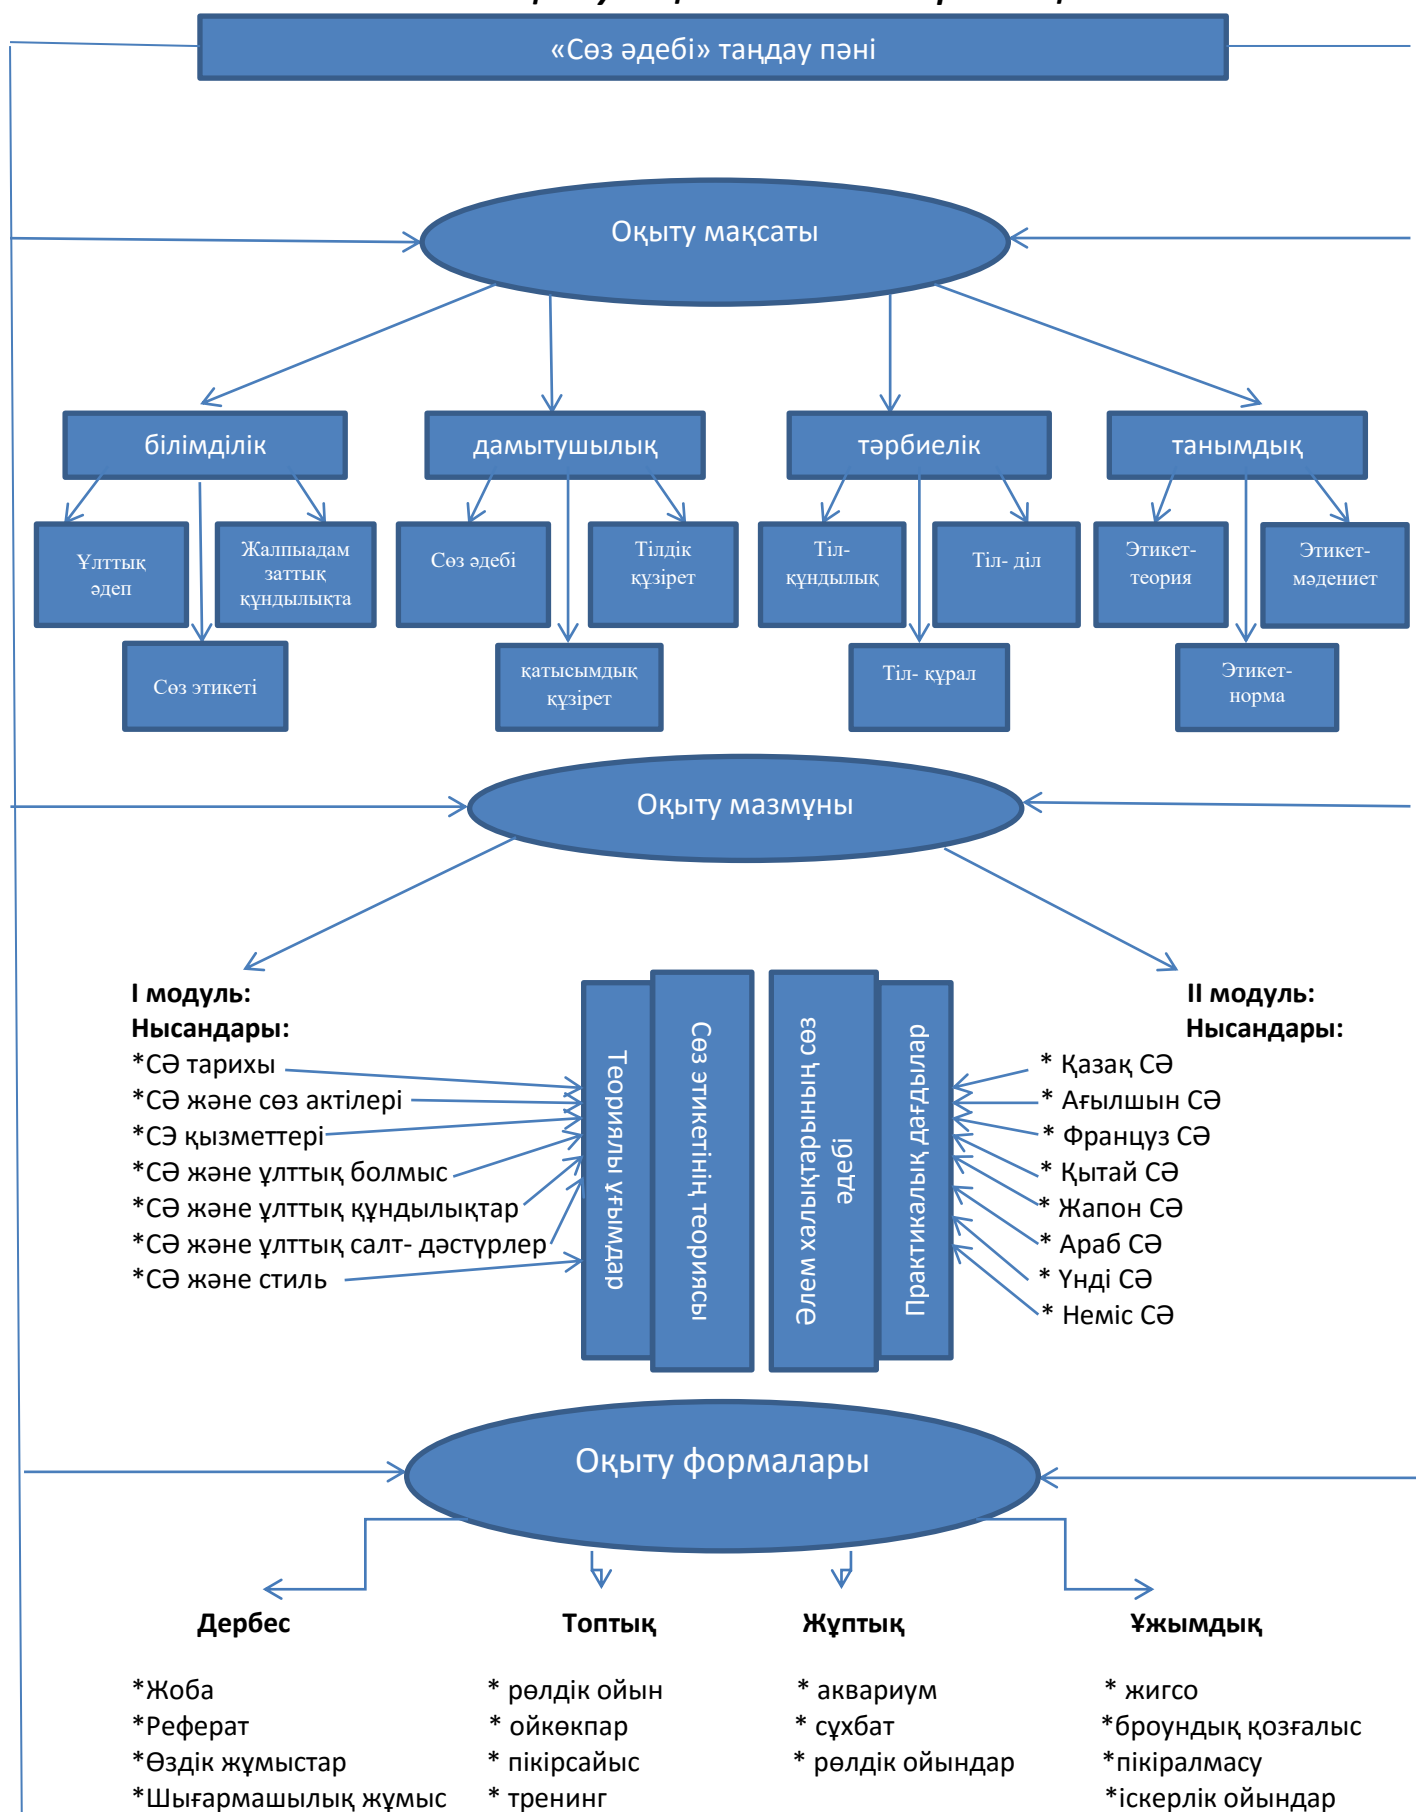 «Сөз әдебі» таңдау пәні
Оқыту мақсаты
білімділік
дамытушылық
тәрбиелік
танымдық
Ұлттық
әдеп
Жалпыадам
заттық
құндылықта
Сөз әдебі
Тілдік
құзірет
Тіл-
құндылық
Тіл- діл
Этикет-
теория
Этикет-
мәдениет
Сөз этикеті
қатысымдық
құзірет
Тіл- құрал
Этикет-
норма
Оқыту мазмұны
I модуль:
Нысандары:
*СӘ тарихы
*СӘ және сөз актілері
*СЭ қызметтері
*СӘ және ұлттық болмыс
*СӘ және ұлттық құндылықтар
*СӘ және ұлттық салт- дәстүрлер
*СӘ және стиль
Теориялы ұғымдар
Сөз этикетінің теориясы
Әлем халықтарының сөз
әдебі
Практикалық дағдылар
II модуль:
Нысандары:
* Қазақ СӘ
* Ағылшын СӘ
* Француз СӘ
* Қытай СӘ
* Жапон СӘ
* Араб СӘ
* Үнді СӘ
* Неміс СӘ
Оқыту формалары
Дербес
*Жоба
*Реферат
*Өздік жұмыстар
*Шығармашылық жұмыс
Топтық
* рөлдік ойын
* ойкөкпар
* пікірсайыс
* тренинг
Жұптық
* аквариум
* сұхбат
* рөлдік ойындар
Ұжымдық
* жигсо
*броундық қозғалыс
*пікіралмасу
*іскерлік ойындар